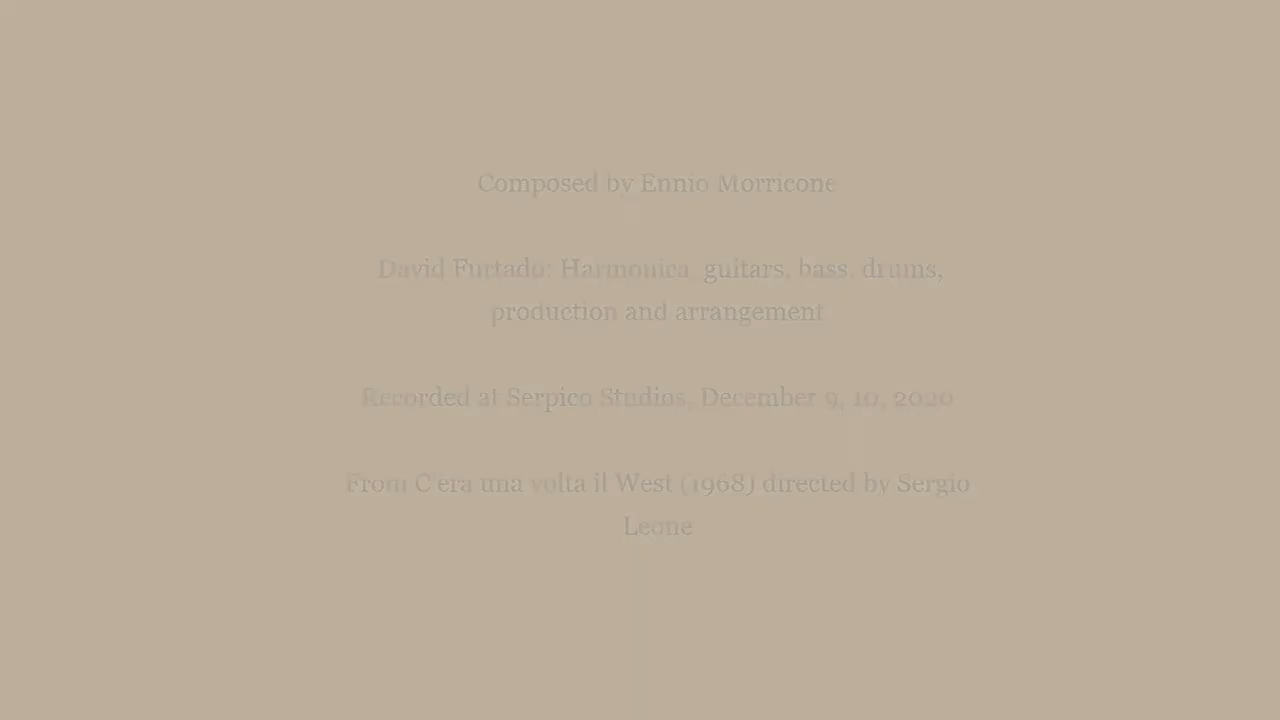 Composed by Ennio Morricone
David Furtado: Harmonica, guitars, bass, drums,
production and arrangement
Recorded at Serpico Studios, December 9, 10, 2020
From C'era una volta il West (1968) directed by Sergio
Leone